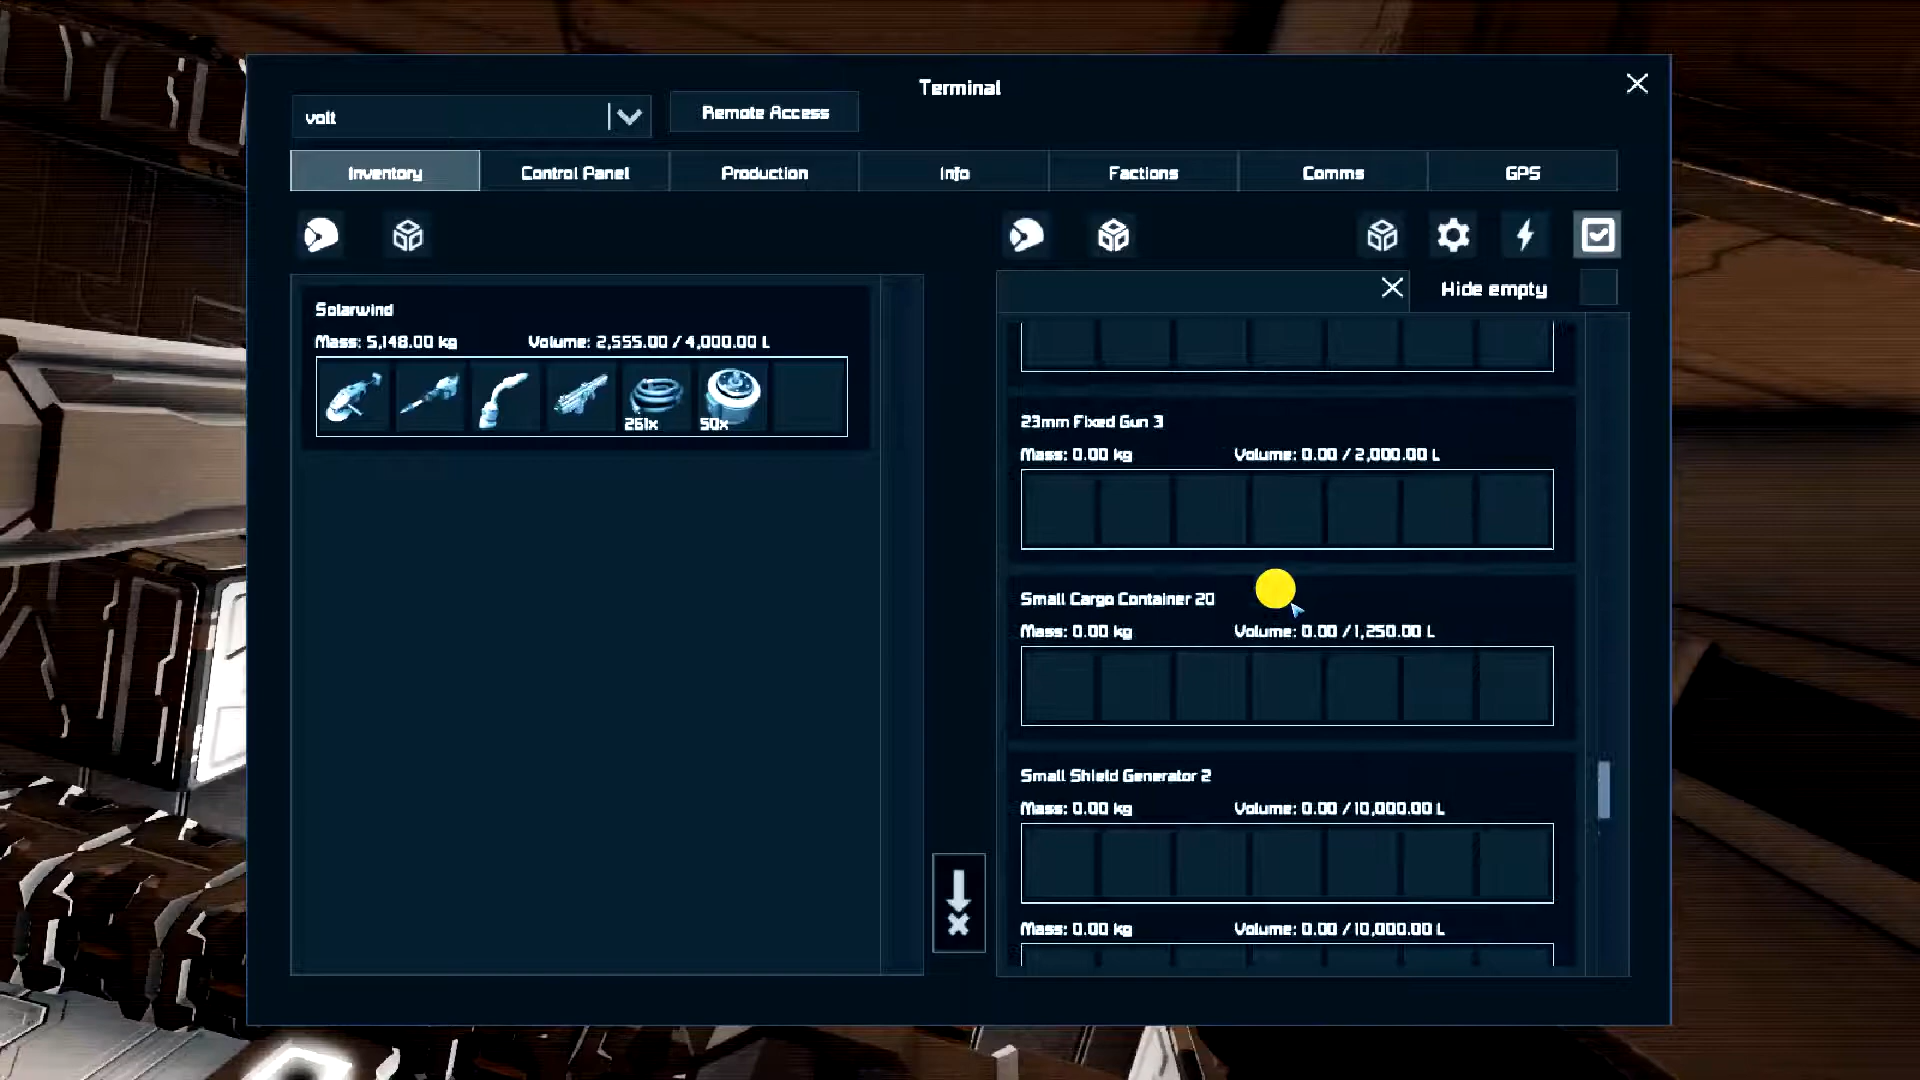 Terminal
volt
Remote Access
Inventory
Control Panel
Production
Info
Factions
Comms
GPS
Hide empty
Solarwind
Mass: 5,148.00 kg
Volume: 2,555.00 / 4,000.00 L
261x
50x
23mm Fixed Gun 3
Mass: 0.00 kg
Volume: 0.00 / 2,000.00 L
Small Cargo Container 20
Mass: 0.00 kg
Volume: 0.00 / 1,250.00 L
Small Shield Generator 2
Mass: 0.00 kg
Volume: 0.00 / 10,000.00 L
Mass: 0.00 kg
Volume: 0.00 / 10,000.00 L